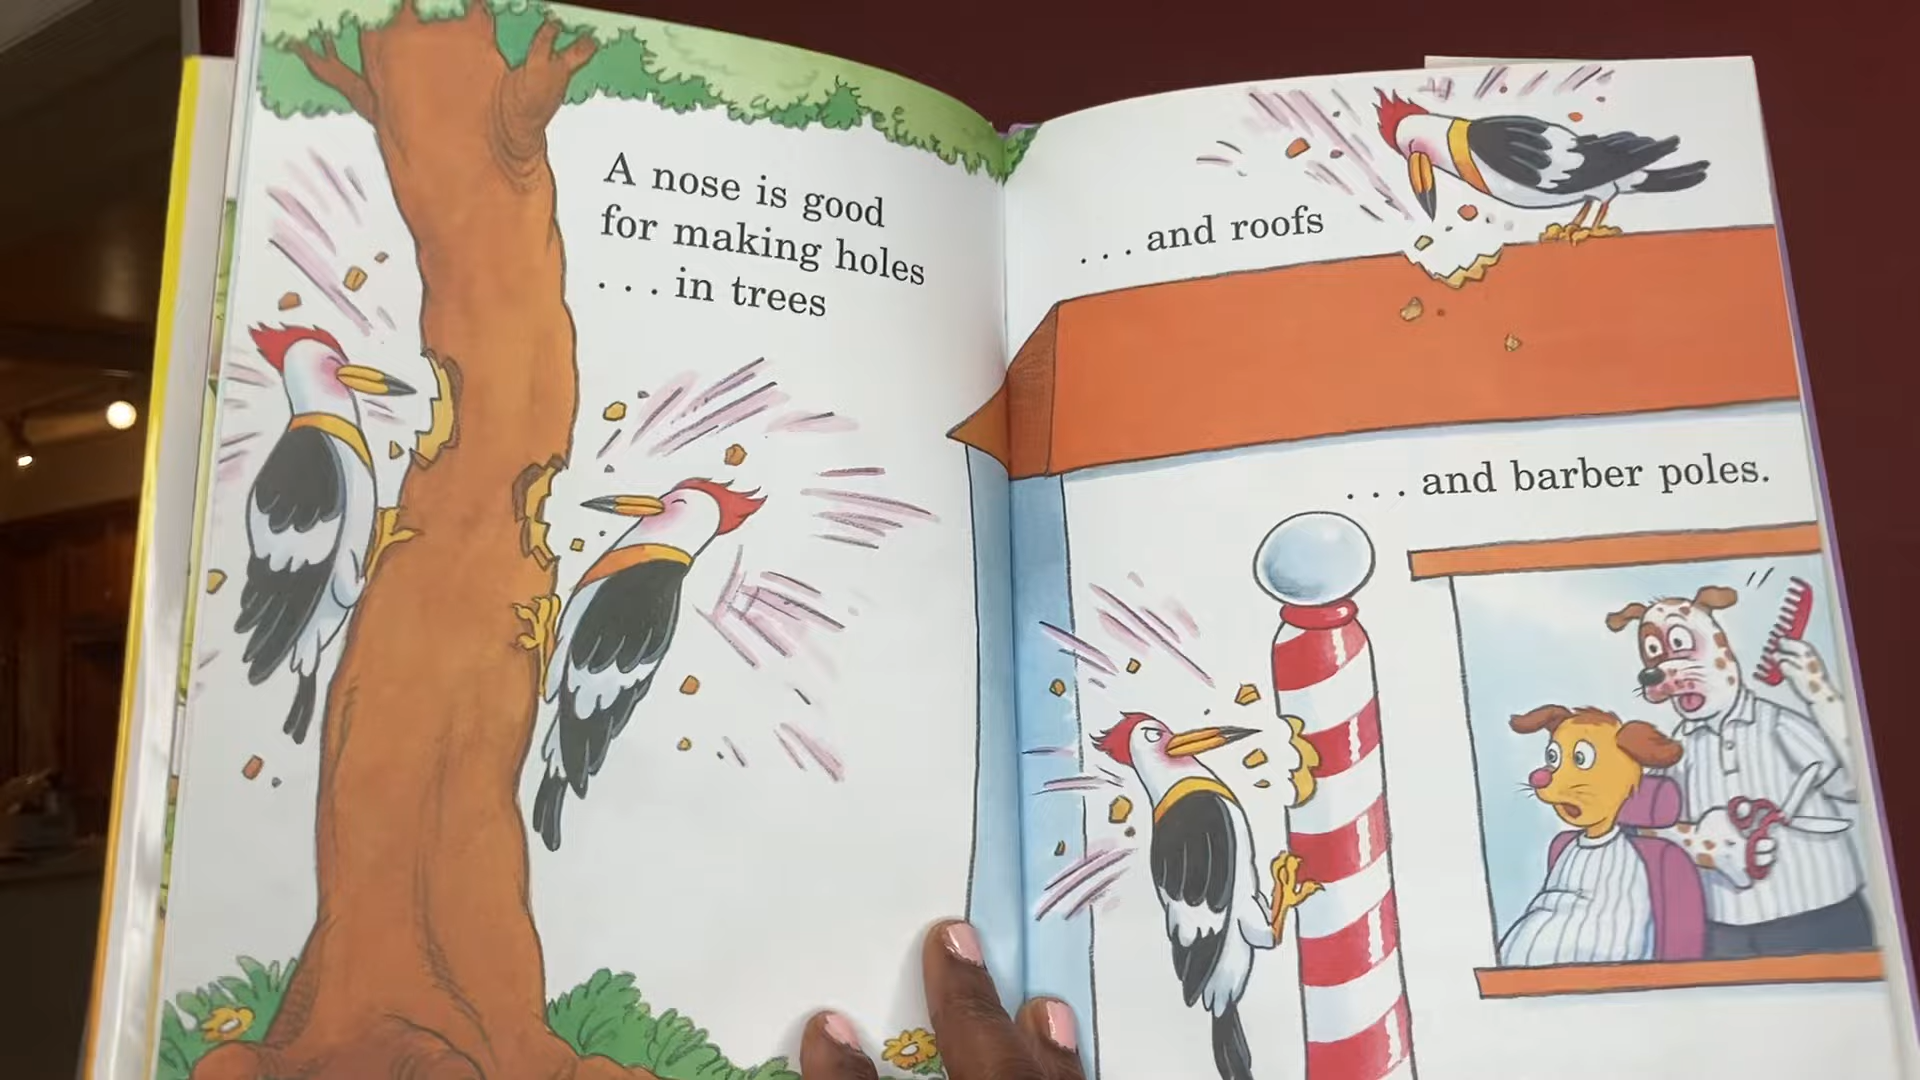 A nose is good
for making holes
. . . in trees
. . . and roofs
. . . and barber poles.